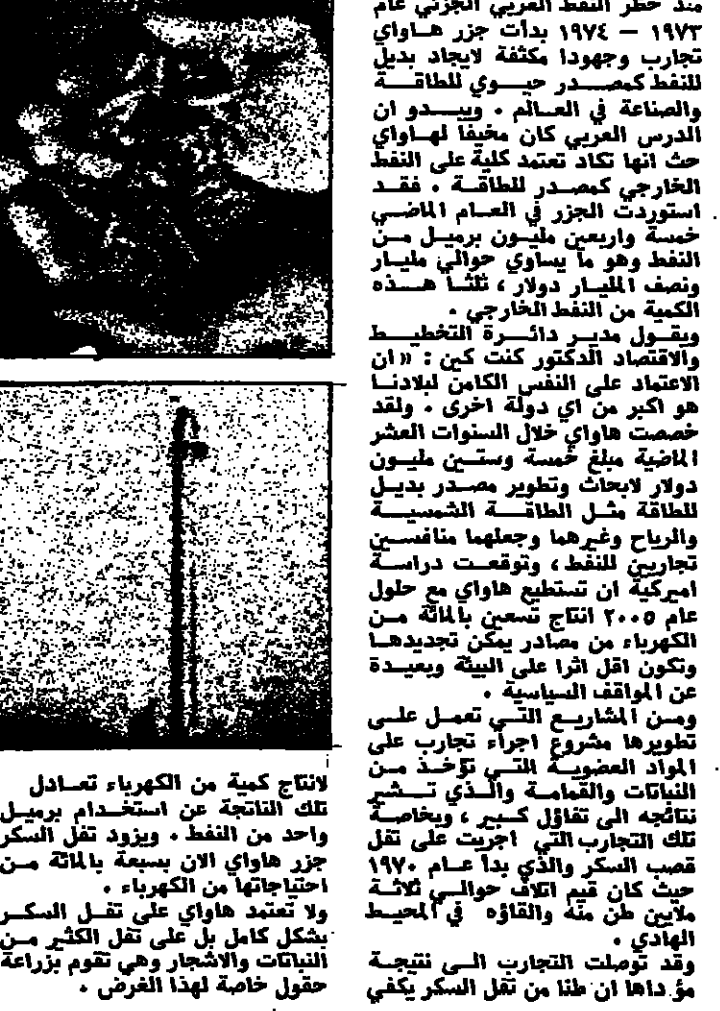 منذ حظر النفط العربي الجزئي عام
١٩٧٣ — ١٩٧٤ بدأت جزر هاواي
تجارب وجهودا مكثفة لايجاد بديل
للنفط كمصدر حيوي للطاقة
والصناعة في العالم . ويبدو ان
الدرس العربي كان مخيفا لهاواي
حث انها تكاد تعتمد كلية على النفط
الخارجي كمصدر للطاقة . فقد
استوردت الجزر في العام الماضي
خمسة واربعين مليون برميل من
النفط وهو ما يساوي حوالي مليار
ونصف المليار دولار ، ثلثا هذه
الكمية من النفط الخارجي .
ويقول مدير دائرة التخطيط
والاقتصاد الدكتور كنت كين : « ان
الاعتماد على النفس الكامن لبلادنا
هو اكبر من اي دولة اخرى . ولقد
خصصت هاواي خلال السنوات العشر
الماضية مبلغ خمسة وستين مليون
دولار لابحاث وتطوير مصدر بديل
للطاقة مثل الطاقة الشمسية
والرياح وغيرهما وجعلهما منافسين
تجاريين للنفط ، وتوقعت دراسة
اميركية ان تستطيع هاواي مع حلول
عام ٢٠٠٥ انتاج تسعين بالمائة من
الكهرباء من مصادر يمكن تجديدها
وتكون اقل اثرا على البيئة وبعيدة
عن المواقف السياسية .
ومن المشاريع التي تعمل على
تطويرها مشروع اجراء تجارب على
المواد العضوية التي تؤخذ من
النباتات والقمامة والذي تشير
نتائجه الى تفاؤل كبير ، وبخاصة
تلك التجارب التي اجريت على تفل
قصب السكر والذي بدأ عام ١٩٧٠
حيث كان قيم اتلاف حوالي ثلاثة
ملايين طن منه والقاؤه في المحيط
الهادي .
وقد توصلت التجارب الى نتيجة
مؤداها ان طنا من تفل السكر يكفي
لانتاج كمية من الكهرباء تعادل
تلك الناتجة عن استخدام برميل
واحد من النفط . ويزود تفل السكر
جزر هاواي الان بسبعة بالمائة من
احتياجاتها من الكهرباء .
ولا تعتمد هاواي على تفل السكر
بشكل كامل بل على تفل الكثير من
النباتات والاشجار وهي تقوم بزراعة
حقول خاصة لهذا الغرض .